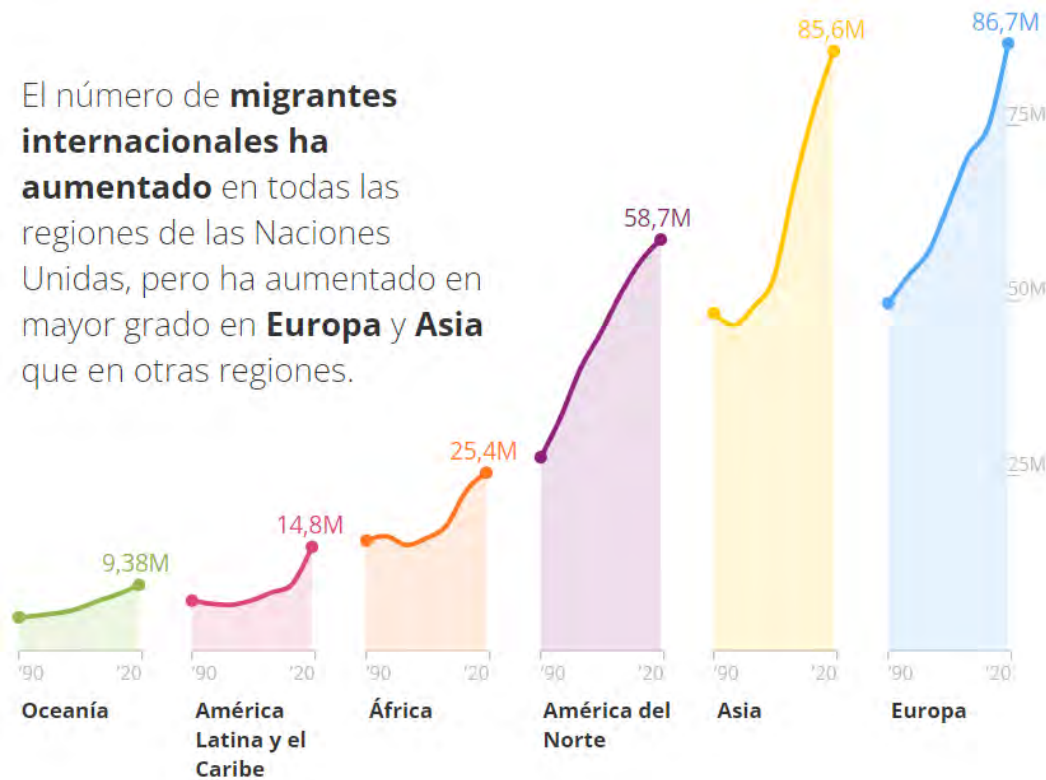 El número de migrantes
internacionales ha
aumentado en todas las
regiones de las Naciones
Unidas, pero ha aumentado en
mayor grado en Europa y Asia
que en otras regiones.
9,38M
14,8M
25,4M
58,7M
85,6M
86,7M
75M
50M
25M
'90 '20
'90 '20
'90 '20
'90 '20
'90 '20
'90 '20
Oceanía
América
Latina y el
Caribe
África
América del
Norte
Asia
Europa